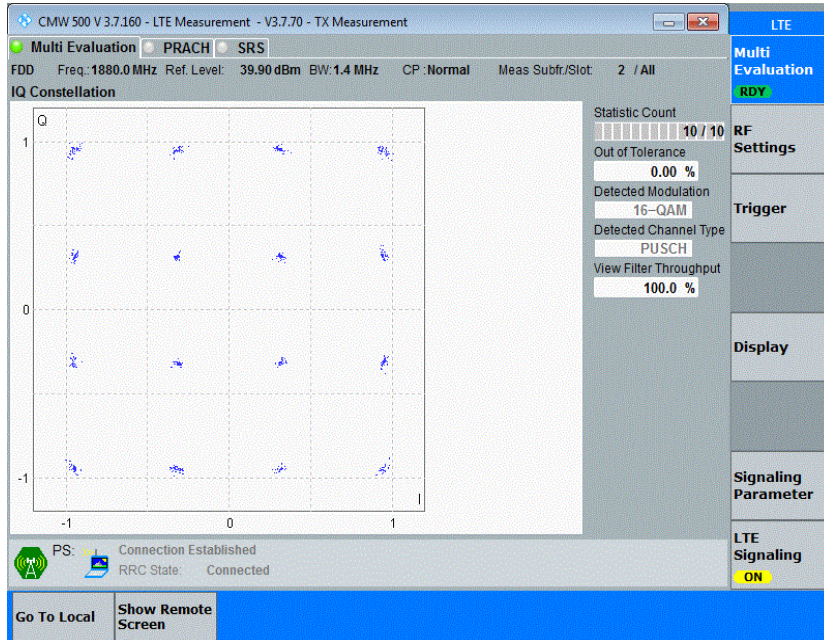 CMW 500 V 3.7.160 - LTE Measurement - V3.7.70 - TX Measurement
LTE
Multi Evaluation PRACH SRS
Multi
Evaluation
RDY
FDD Freq.:1880.0 MHz Ref. Level: 39.90 dBm BW:1.4 MHz CP :Normal Meas Subfr./Slot: 2 / All
IQ Constellation
Q
1
0
-1
I
-1 0 1
Statistic Count
10 / 10
Out of Tolerance
0.00 %
Detected Modulation
16-QAM
Detected Channel Type
PUSCH
View Filter Throughput
100.0 %
RF
Settings
Trigger
Display
Signaling
Parameter
LTE
Signaling
ON
PS: Connection Established
RRC State: Connected
Go To Local
Show Remote
Screen